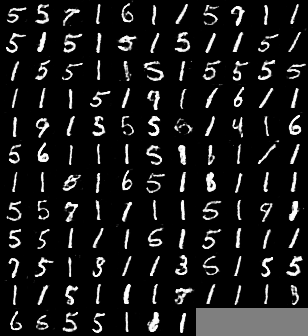 5 5 7 1 6 1 1 5 9 1 1
5 1 5 1 5 1 5 1 1 5 1
1 5 5 1 1 5 1 5 5 5 5
1 1 1 5 1 9 1 1 6 1 1
1 9 1 5 5 5 1 4 1 6
5 6 1 1 1 5 1 1 1 1
1 1 1 6 5 1 8 1 1 1
5 5 7 1 1 1 1 5 1 9 1
5 5 1 1 1 5 1 5 1 1 1
7 5 1 3 1 1 3 5 1 5 5
1 1 8 1 1 1 1 1 1
6 6 5 5 1 1